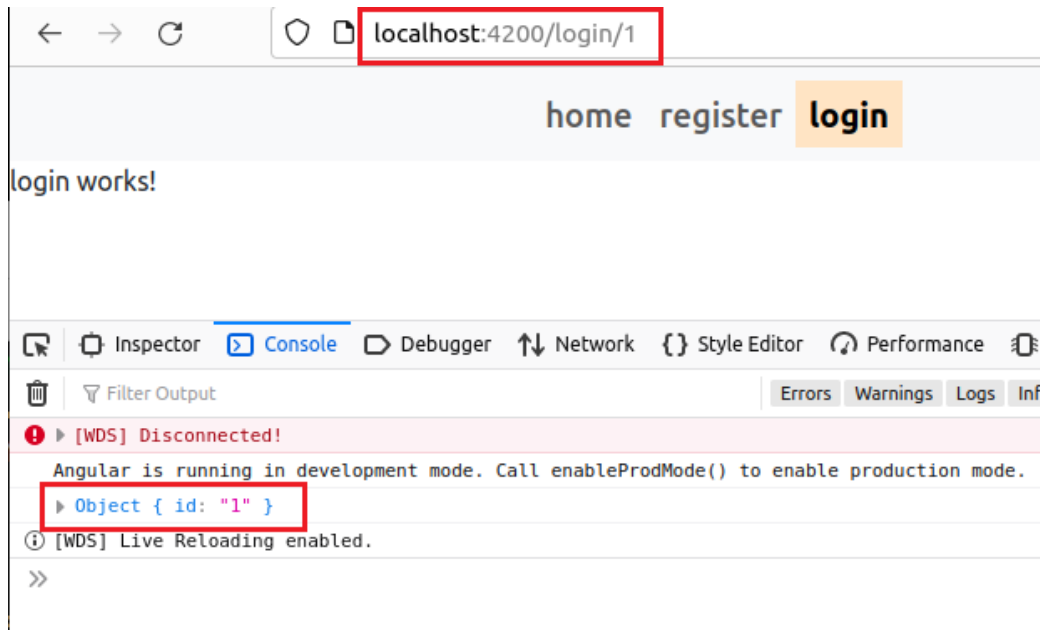 localhost:4200/login/1
home register login
login works!
Inspector Console Debugger Network Style Editor Performance
Filter Output Errors Warnings Logs Inf
[WDS] Disconnected!
Angular is running in development mode. Call enableProdMode() to enable production mode.
Object { id: "1" }
[WDS] Live Reloading enabled.